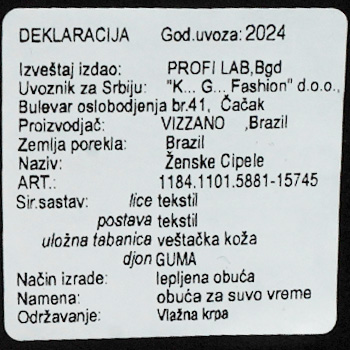 DEKLARACIJA God.uvoza: 2024
Izveštaj izdao: PROFI LAB,Bgd
Uvoznik za Srbiju: "K... G... Fashion" d.o.o.,
Bulevar oslobodjenja br.41, Čačak
Proizvodjač: VIZZANO ,Brazil
Zemlja porekla: Brazil
Naziv: Ženske Cipele
ART.: 1184.1101.5881-15745
Sir.sastav: lice tekstil
postava tekstil
uložna tabanica veštačka koža
djon GUMA
Način izrade: lepljena obuća
Namena: obuća za suvo vreme
Održavanje: Vlažna krpa